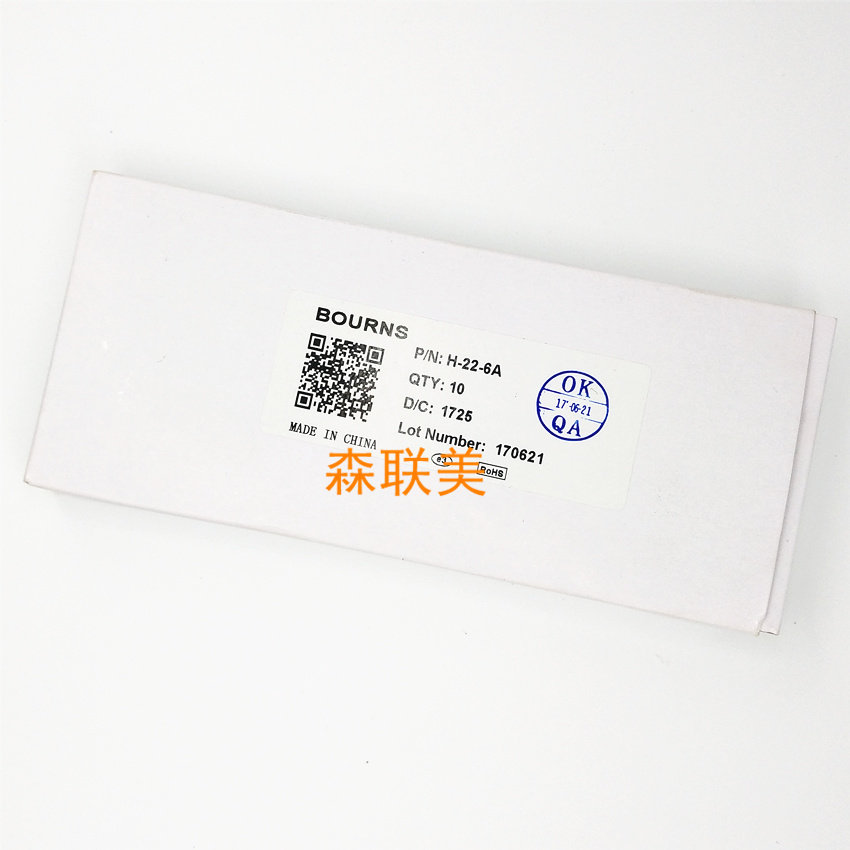 BOURNS
P/N: H-22-6A
QTY: 10
D/C: 1725
Lot Number: 170621
MADE IN CHINA
e3
RoHS
OK
17'06-21
QA
森联美